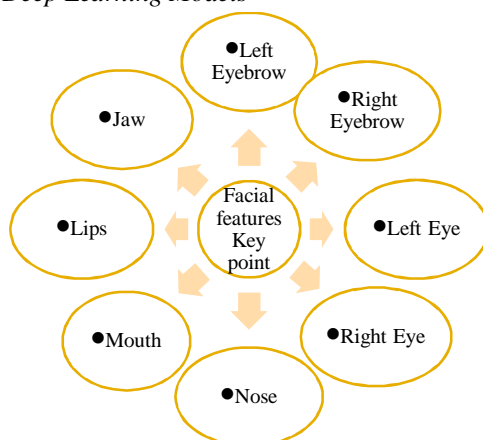 Deep Learning Models
●Left
Eyebrow
●Right
Eyebrow
●Jaw
Facial
features
Key
point
●Lips
●Left Eye
●Mouth
●Right Eye
●Nose